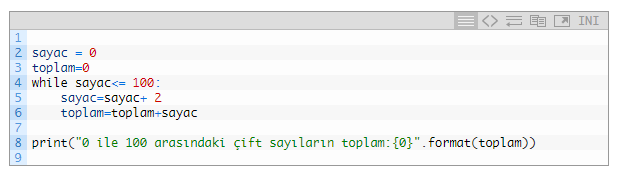 INI
1
2 sayac = 0
3 toplam=0
4 while sayac<= 100:
5     sayac=sayac+ 2
6     toplam=toplam+sayac
7
8 print("0 ile 100 arasındaki çift sayıların toplam:{0}".format(toplam))
9